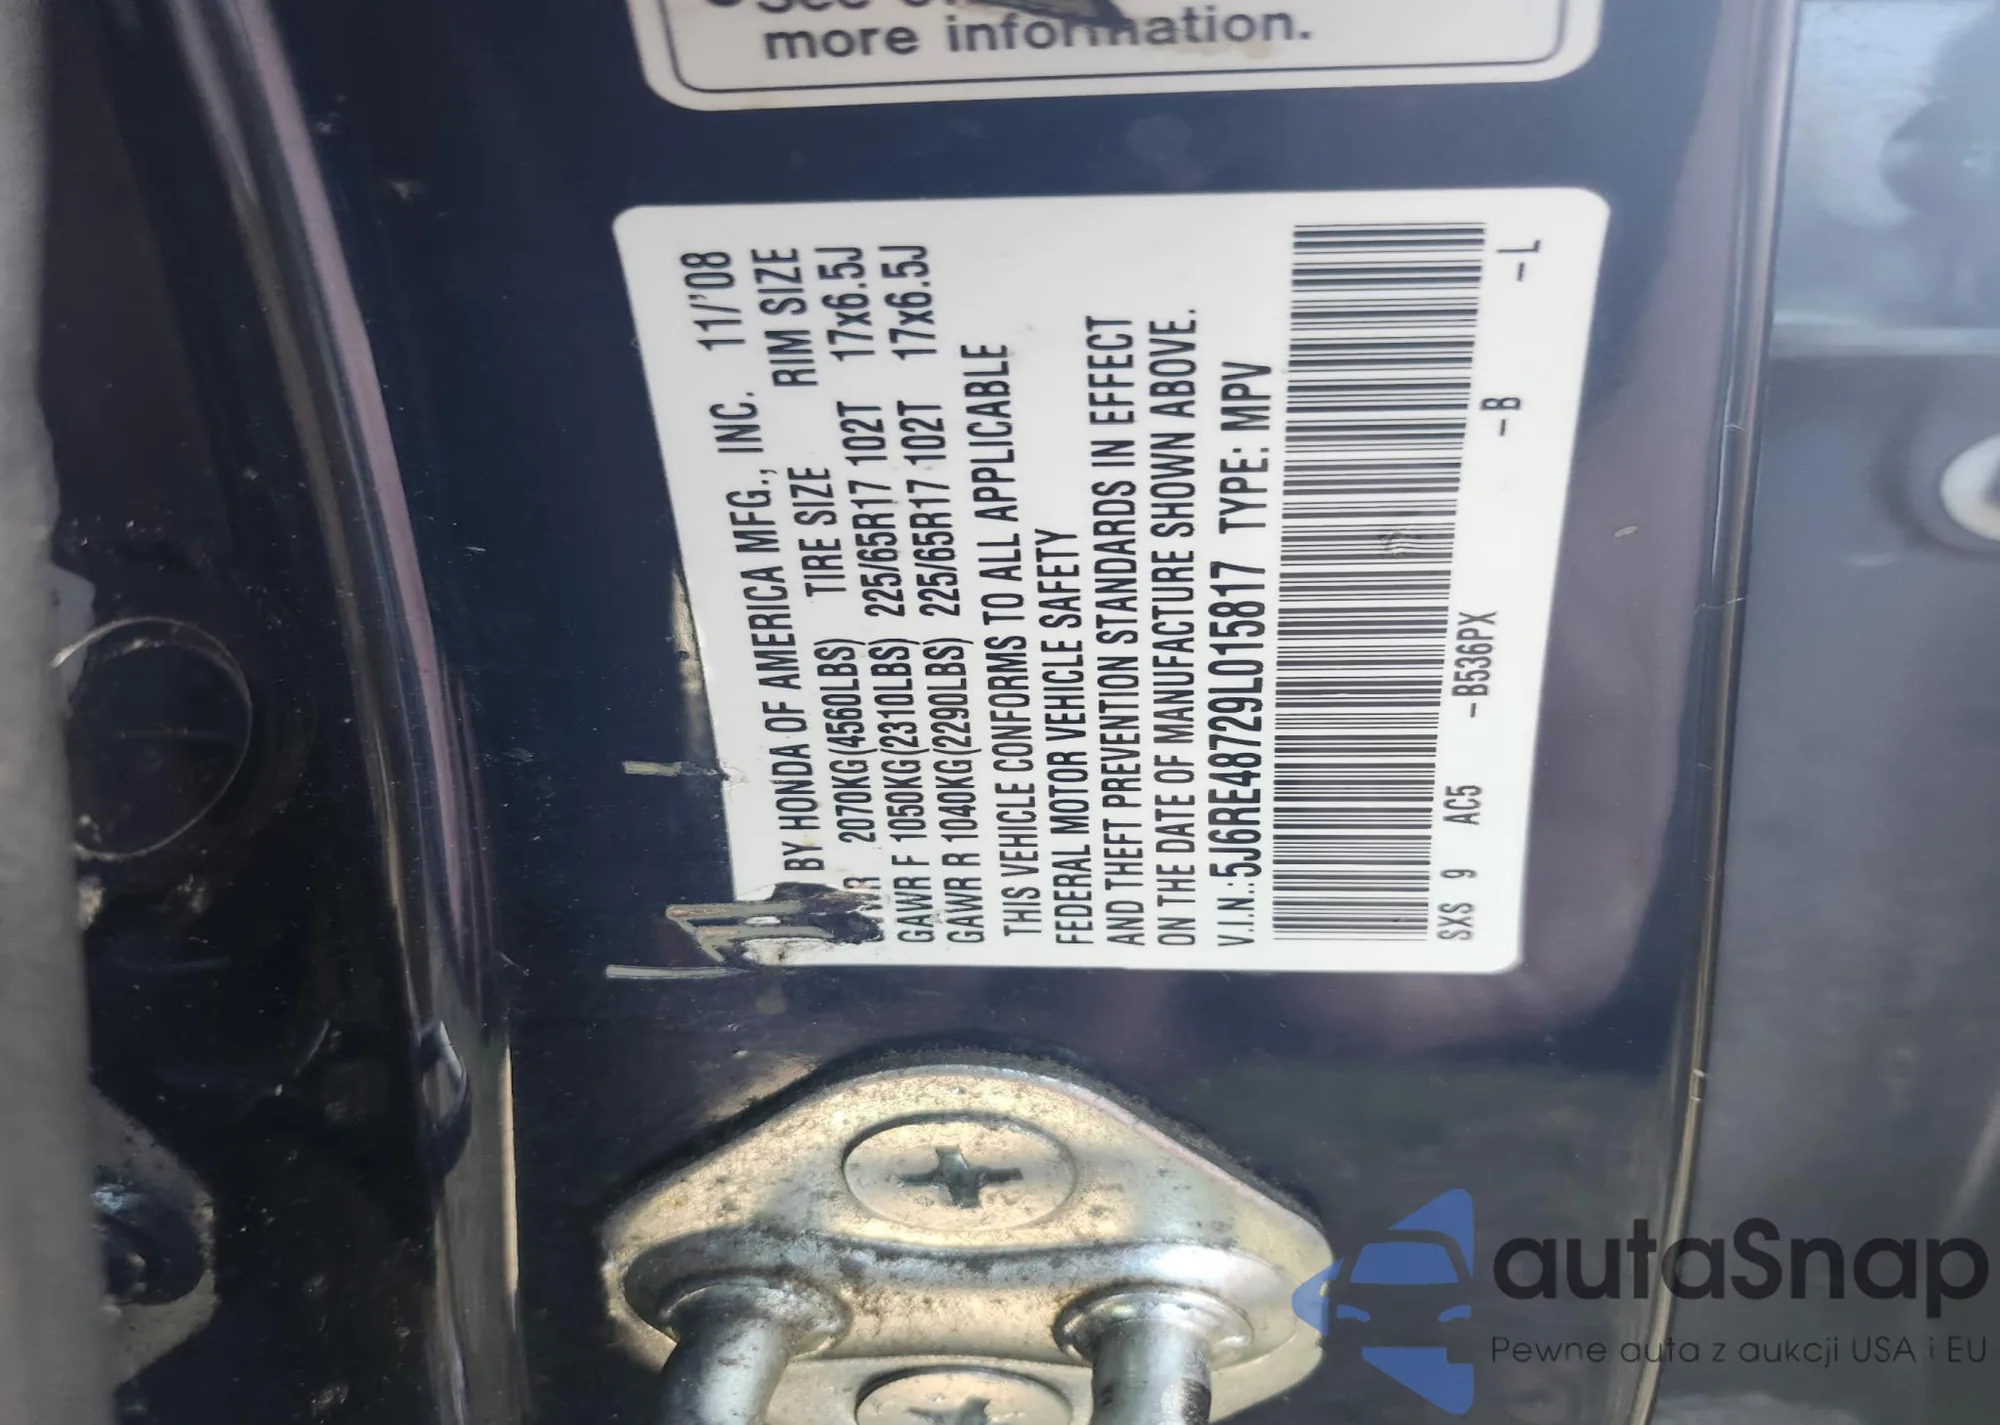 more information.
BY HONDA OF AMERICA MFG., INC. 11/'08
TIRE SIZE RIM SIZE
2070KG(4560LBS)
GAWR F 1050KG(2310LBS) 225/65R17 102T 17x6.5J
GAWR R 1040KG(2290LBS) 225/65R17 102T 17x6.5J
THIS VEHICLE CONFORMS TO ALL APPLICABLE
FEDERAL MOTOR VEHICLE SAFETY
AND THEFT PREVENTION STANDARDS IN EFFECT
ON THE DATE OF MANUFACTURE SHOWN ABOVE.
V.I.N.:5J6RE48729L015817 TYPE: MPV
SXS 9 AC5 -B536PX -B -L
autaSnap
Pewne auta z aukcji USA i EU